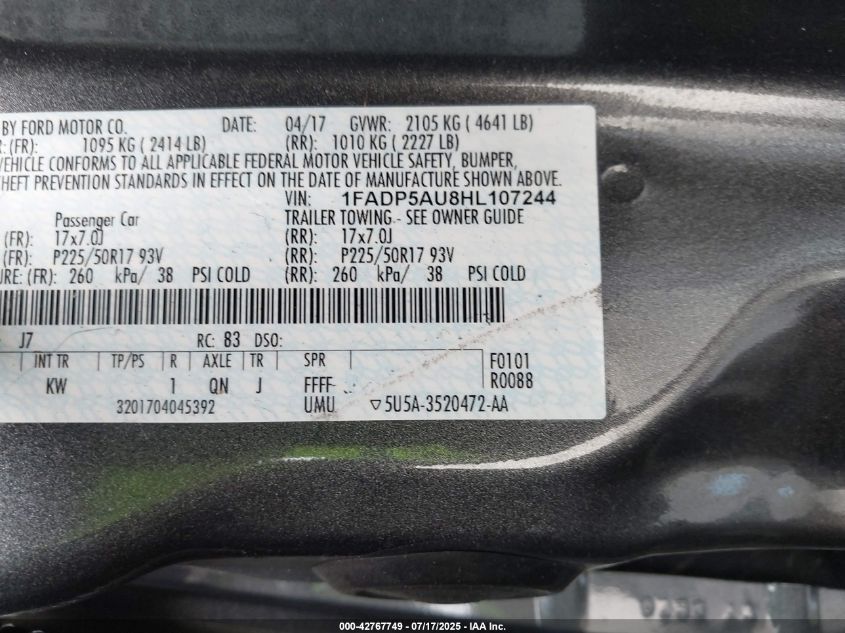 BY FORD MOTOR CO. DATE: 04/17 GVWR: 2105 KG ( 4641 LB)
R: (FR): 1095 KG ( 2414 LB) (RR): 1010 KG ( 2227 LB)
VEHICLE CONFORMS TO ALL APPLICABLE FEDERAL MOTOR VEHICLE SAFETY, BUMPER,
HEFT PREVENTION STANDARDS IN EFFECT ON THE DATE OF MANUFACTURE SHOWN ABOVE.
VIN: 1FADP5AU8HL107244
Passenger Car TRAILER TOWING - SEE OWNER GUIDE
(FR): 17x7.0J (RR): 17x7.0J
(FR): P225/50R17 93V (RR): P225/50R17 93V
URE: (FR): 260 kPa/ 38 PSI COLD (RR): 260 kPa/ 38 PSI COLD
J7 RC: 83 DSO:
INT TR TP/PS R AXLE TR SPR F0101
KW 1 QN J FFFF R0088
3201704045392 UMU ▽5U5A-3520472-AA
000-42767749 - 07/17/2025 - IAA Inc.